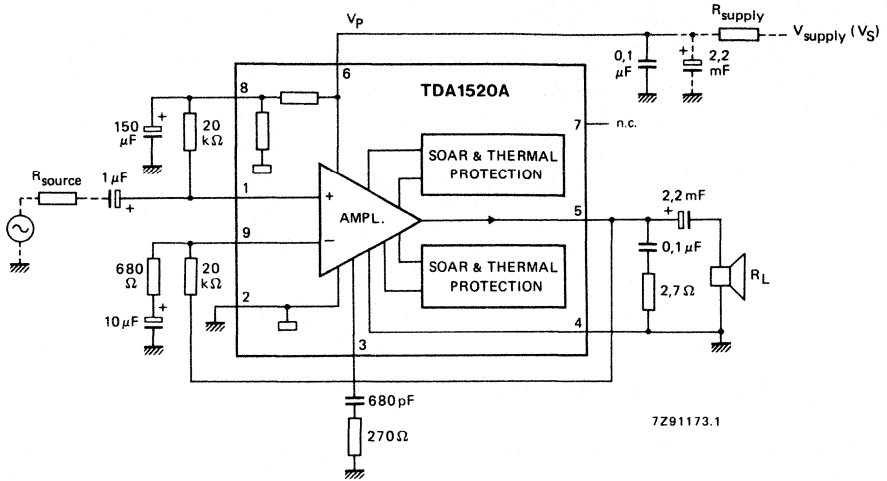 V_P
R_supply
V_supply (V_S)
0,1
µF
+
2,2
mF
6
8
TDA1520A
+
150
µF
20
kΩ
7
n.c.
SOAR & THERMAL
PROTECTION
R_source
1 µF
+
1
+
AMPL.
5
2,2 mF
+
9
−
0,1 µF
680
Ω
20
kΩ
SOAR & THERMAL
PROTECTION
2,7 Ω
R_L
+
10 µF
2
4
3
680 pF
270 Ω
7Z91173.1